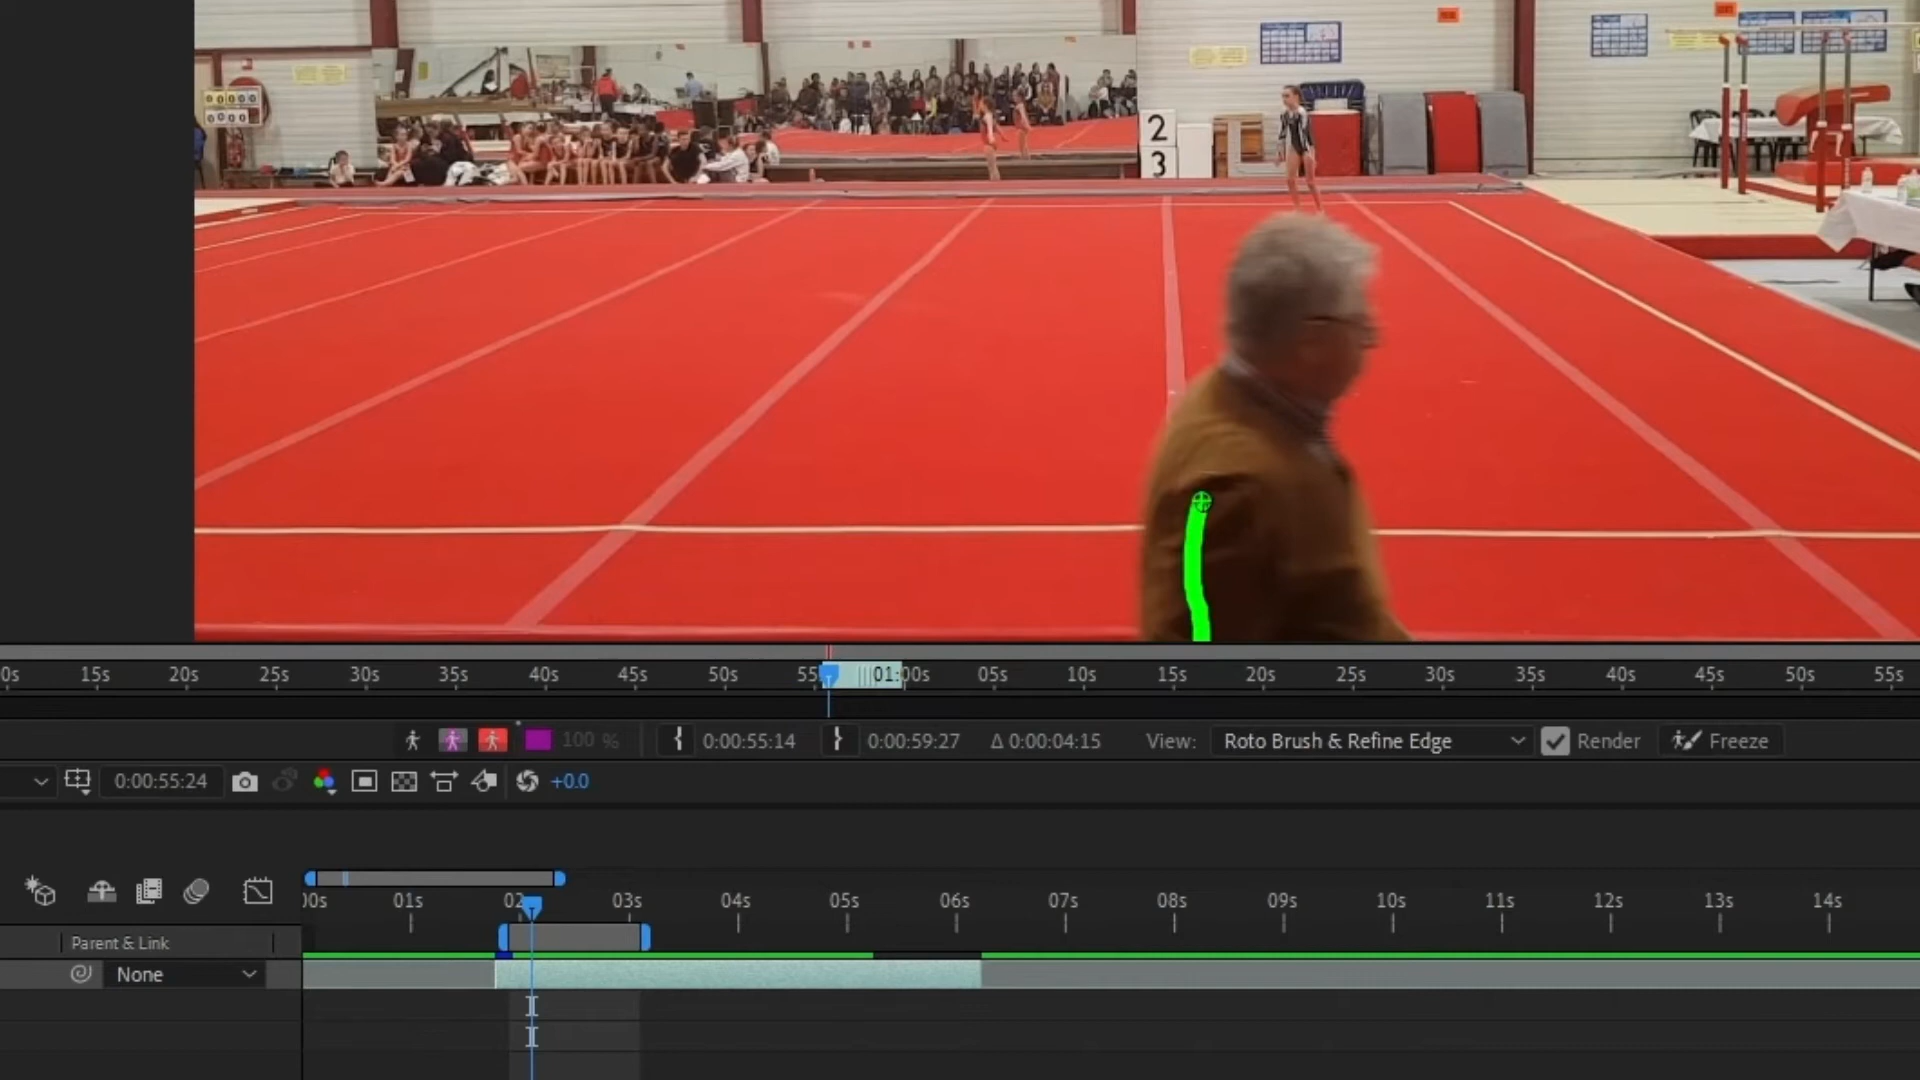 2
3
0s 15s 20s 25s 30s 35s 40s 45s 50s 55 01:00s 05s 10s 15s 20s 25s 30s 35s 40s 45s 50s 55s
100 % { 0:00:55:14 } 0:00:59:27 Δ 0:00:04:15 View: Roto Brush & Refine Edge Render Freeze
0:00:55:24 +0.0
00s 01s 02 03s 04s 05s 06s 07s 08s 09s 10s 11s 12s 13s 14s
Parent & Link
None